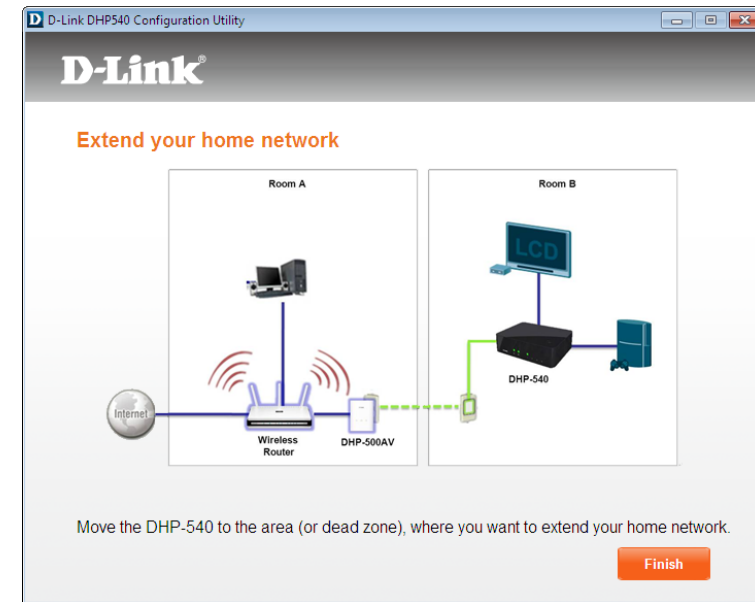 D-Link DHP540 Configuration Utility
D-Link®
Extend your home network
Room A
Room B
LCD
DHP-540
Internet
Wireless
Router
DHP-500AV
Move the DHP-540 to the area (or dead zone), where you want to extend your home network.
Finish